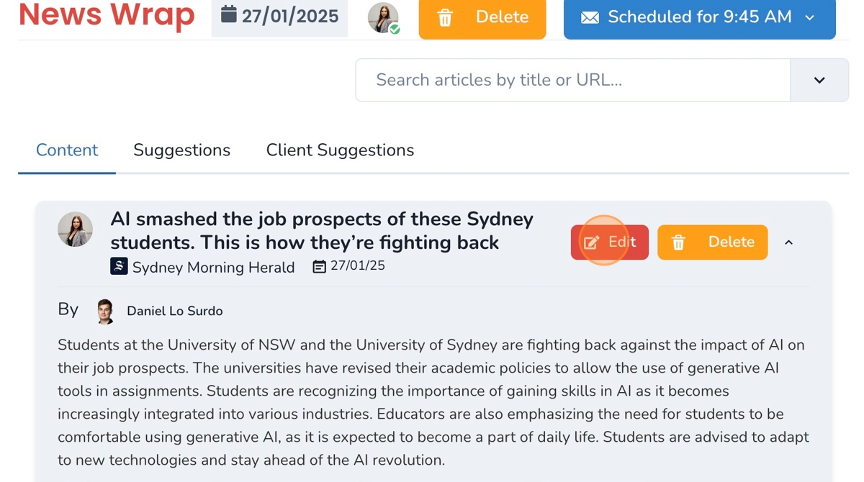 News Wrap
27/01/2025
Delete
Scheduled for 9:45 AM
Search articles by title or URL...
Content
Suggestions
Client Suggestions
AI smashed the job prospects of these Sydney
students. This is how they’re fighting back
Edit
Delete
Sydney Morning Herald
27/01/25
By
Daniel Lo Surdo
Students at the University of NSW and the University of Sydney are fighting back against the impact of AI on
their job prospects. The universities have revised their academic policies to allow the use of generative AI
tools in assignments. Students are recognizing the importance of gaining skills in AI as it becomes
increasingly integrated into various industries. Educators are also emphasizing the need for students to be
comfortable using generative AI, as it is expected to become a part of daily life. Students are advised to adapt
to new technologies and stay ahead of the AI revolution.